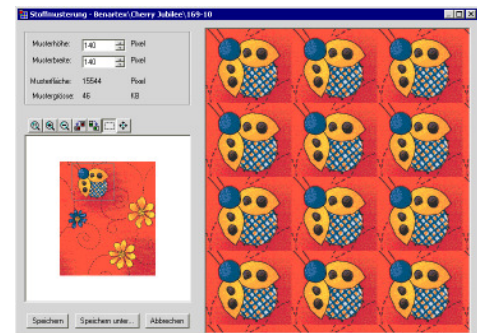 Stoffmusterung - Benartex\Cherry Jubilee\169-10
Musterhöhe: 140 Pixel
Musterbreite: 140 Pixel
Musterfläche: 15544 Pixel
Mustergrösse: 46 KB
Speichern Speichern unter... Abbrechen